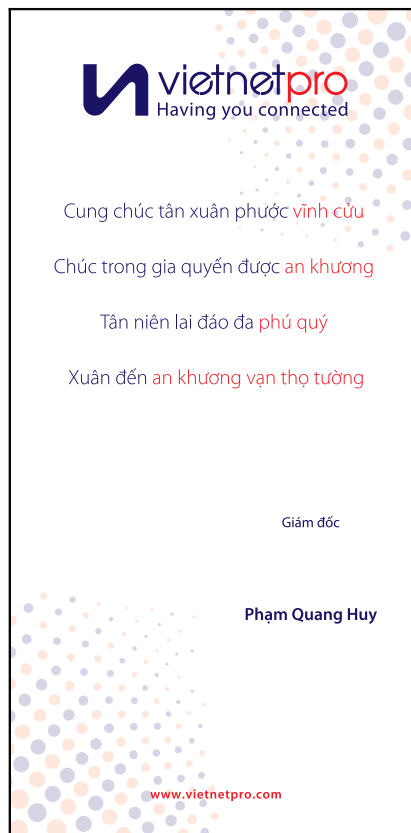 vietnetpro
Having you connected
Cung chúc tân xuân phước vĩnh cửu
Chúc trong gia quyến được an khương
Tân niên lai đáo đa phú quý
Xuân đến an khương vạn thọ tường
Giám đốc
Phạm Quang Huy
www.vietnetpro.com